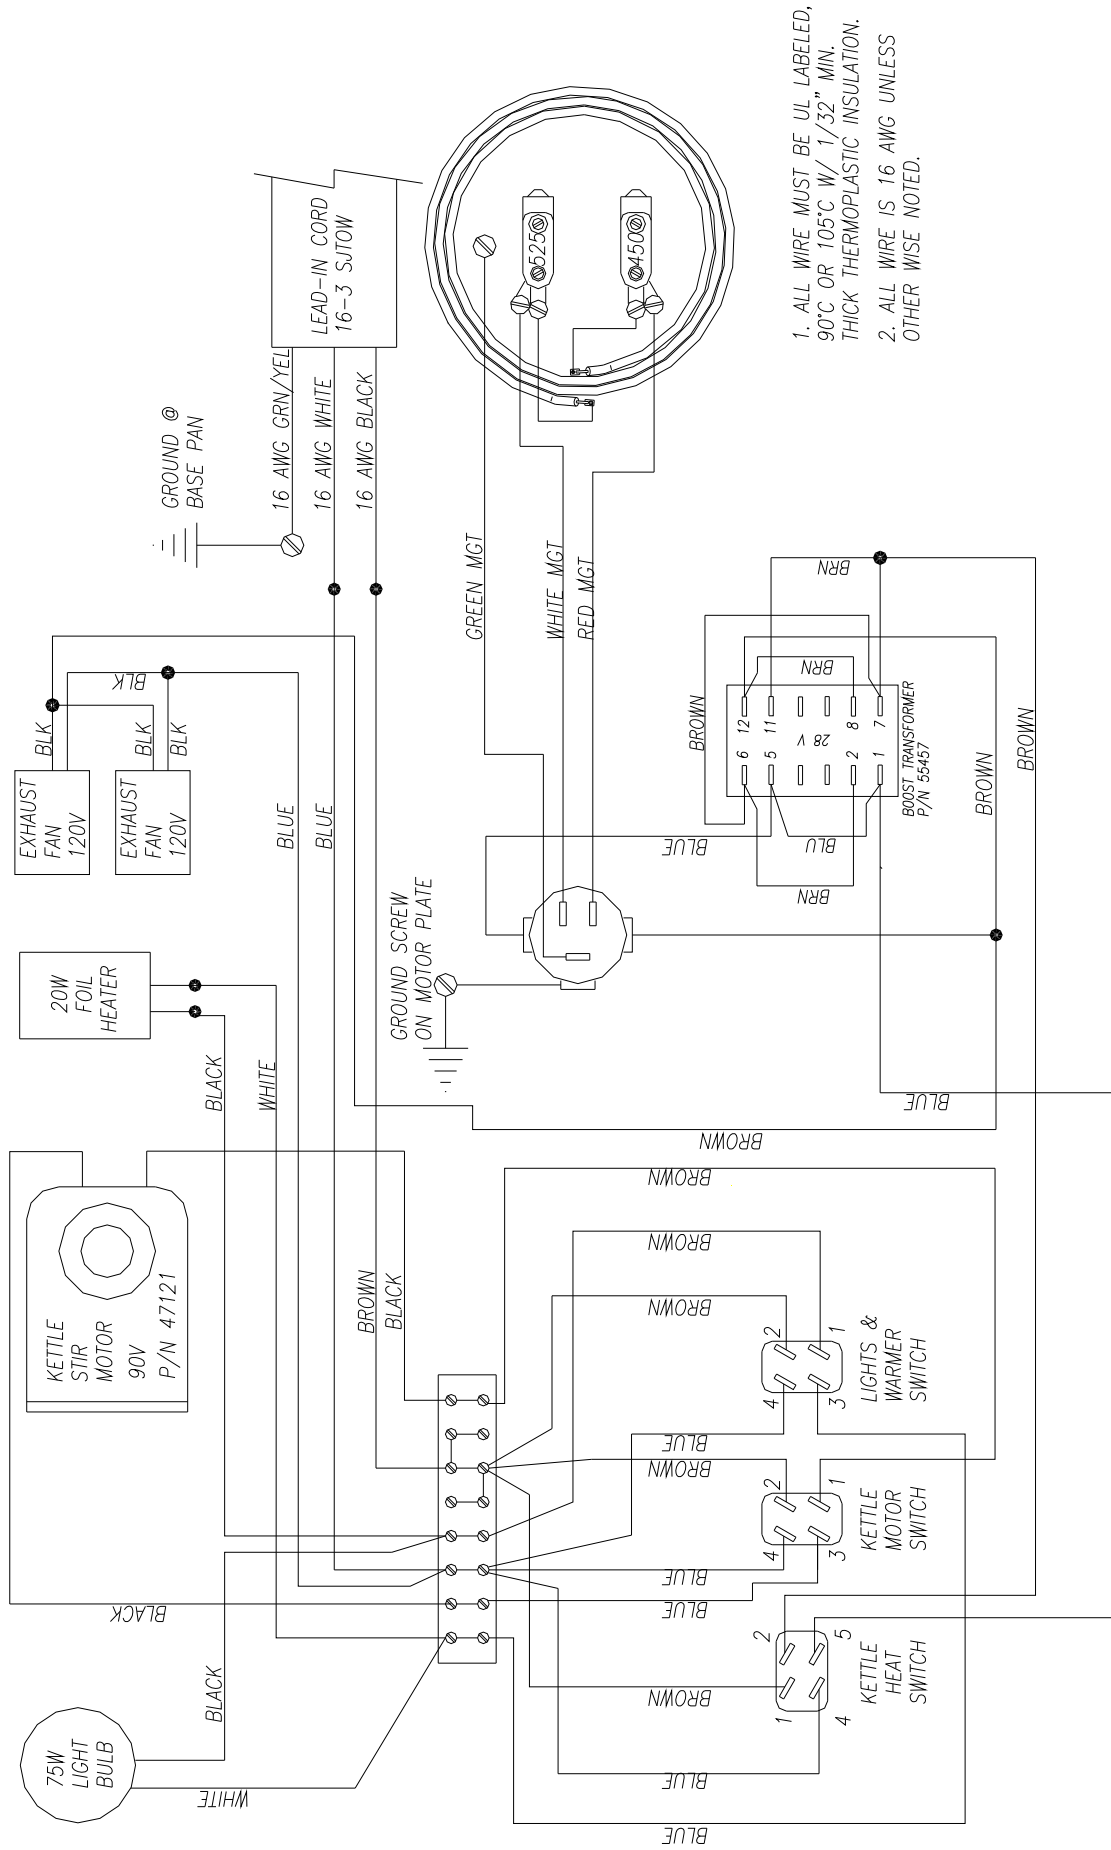 EXHAUST
FAN
120V
EXHAUST
FAN
120V
BLK
BLK
BLK
BLK
GROUND @
BASE PAN
LEAD-IN CORD
16-3 SJTOW
16 AWG GRN/YEL
16 AWG WHITE
16 AWG BLACK
20W
FOIL
HEATER
BLACK
WHITE
BLUE
BLUE
KETTLE
STIR
MOTOR
90V
P/N 47121
BROWN
BLACK
BLACK
75W
LIGHT
BULB
BLACK
WHITE
GROUND SCREW
ON MOTOR PLATE
GREEN MGT
WHITE MGT
RED MGT
525
450
1. ALL WIRE MUST BE UL LABELED,
90°C OR 105°C W/ 1/32" MIN.
THICK THERMOPLASTIC INSULATION.
2. ALL WIRE IS 16 AWG UNLESS
OTHER WISE NOTED.
BROWN
BRN
BRN
BRN
BLU
BLUE
6 12
5 11
28 V
2 8
1 7
BOOST TRANSFORMER
P/N 55457
BROWN
BROWN
BLUE
BROWN
BROWN
BROWN
BROWN
BLUE
BROWN
BLUE
BLUE
BROWN
BLUE
BLUE
4 2
3 1
LIGHTS &
WARMER
SWITCH
4 2
3 1
KETTLE
MOTOR
SWITCH
1 2
4 5
KETTLE
HEAT
SWITCH